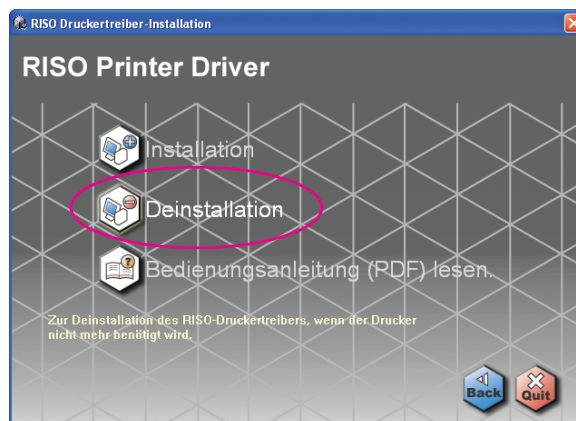 RISO Druckertreiber-Installation
RISO Printer Driver
Installation
Deinstallation
Bedienungsanleitung (PDF) lesen.
Zur Deinstallation des RISO-Druckertreibers, wenn der Drucker
nicht mehr benötigt wird.
Back
Quit